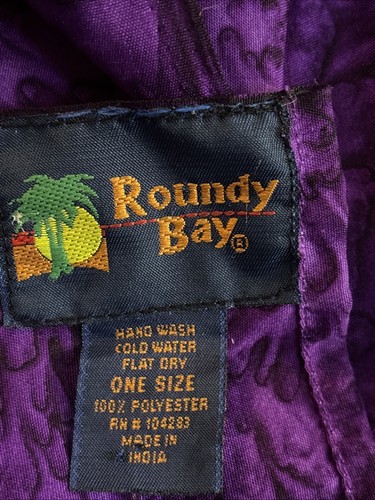 Roundy
Bay®
HAND WASH
COLD WATER
FLAT DRY
ONE SIZE
100% POLYESTER
RN # 104283
MADE IN
INDIA